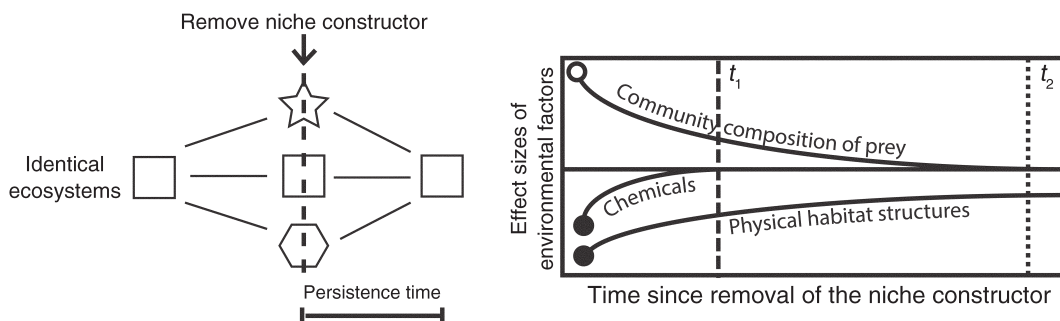 Remove niche constructor
Identical
ecosystems
Persistence time
Effect sizes of
environmental factors
t1
t2
Community composition of prey
Chemicals
Physical habitat structures
Time since removal of the niche constructor